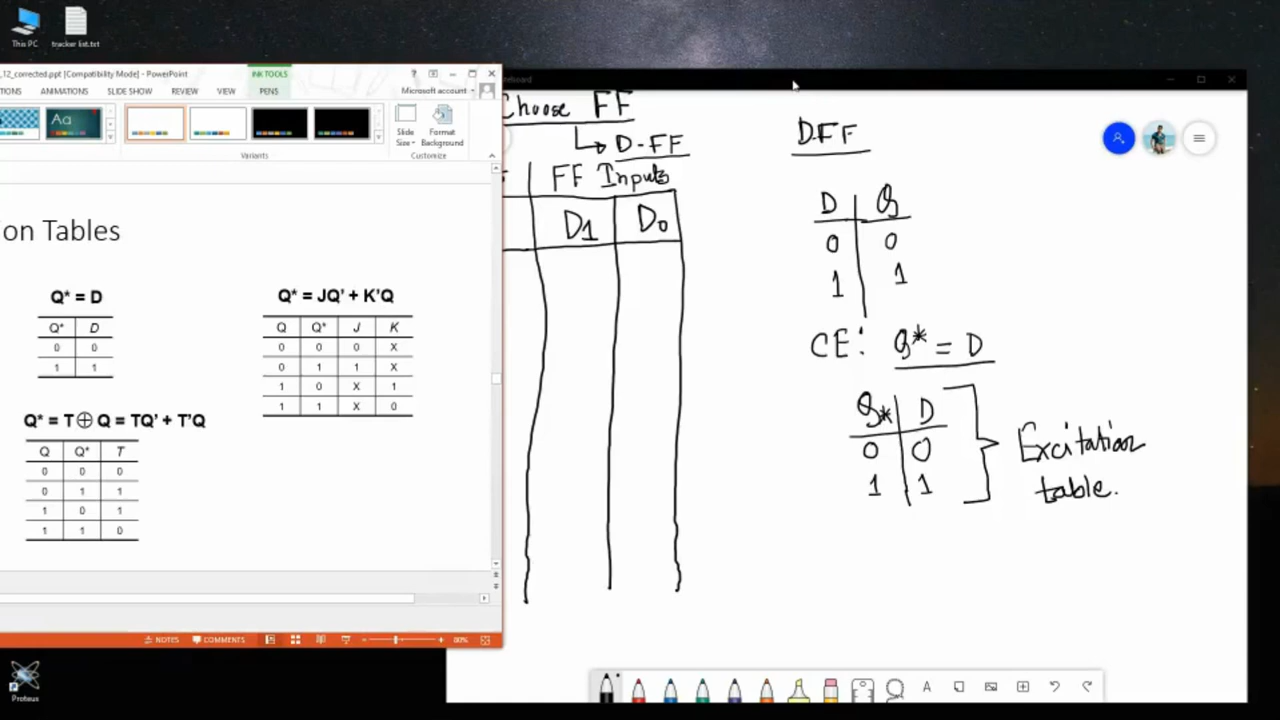 This PC
tracker list.txt
_12_corrected.ppt [Compatibility Mode] - PowerPoint
INK TOOLS
?
ANIMATIONS
SLIDE SHOW
REVIEW
VIEW
PENS
Microsoft account
Aa
Slide Size
Format Background
Variants
Customize
on Tables
Q* = D
Q* D
0 0
1 1
Q* = JQ' + K'Q
Q Q* J K
0 0 0 X
0 1 1 X
1 0 X 1
1 1 X 0
Q* = T⊕Q = TQ' + T'Q
Q Q* T
0 0 0
0 1 1
1 0 1
1 1 0
NOTES
COMMENTS
80%
Proteus
Choose FF
D-FF
FF Inputs
D1 D0
D-FF
D Q
0 0
1 1
CE: Q* = D
Q* D
0 0
1 1
Excitation
table.
A